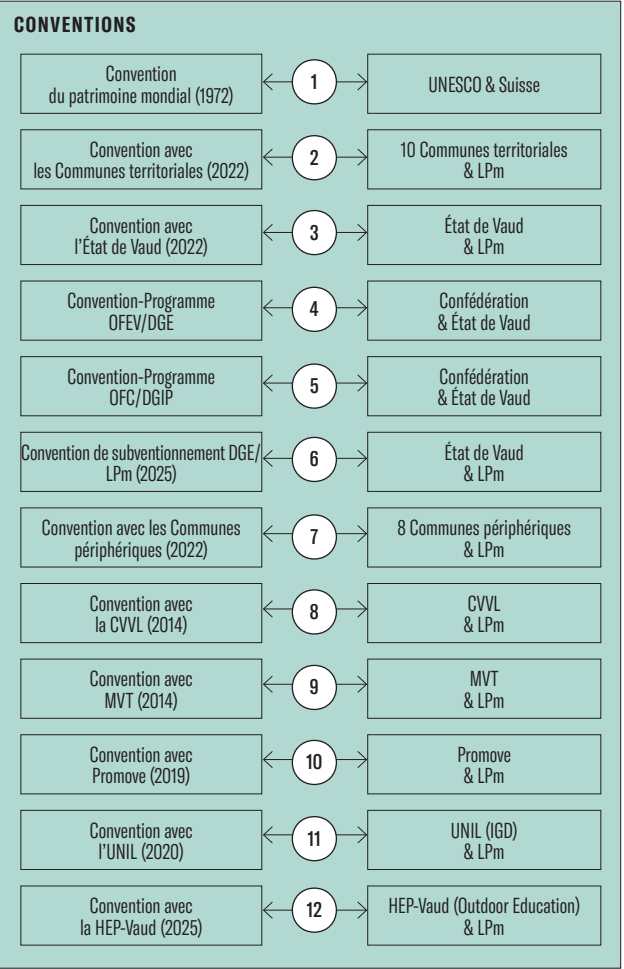 CONVENTIONS
Convention
du patrimoine mondial (1972)
1
UNESCO & Suisse
Convention avec
les Communes territoriales (2022)
2
10 Communes territoriales
& LPm
Convention avec
l'État de Vaud (2022)
3
État de Vaud
& LPm
Convention-Programme
OFEV/DGE
4
Confédération
& État de Vaud
Convention-Programme
OFC/DGIP
5
Confédération
& État de Vaud
Convention de subventionnement DGE/
LPm (2025)
6
État de Vaud
& LPm
Convention avec les Communes
périphériques (2022)
7
8 Communes périphériques
& LPm
Convention avec
la CVVL (2014)
8
CVVL
& LPm
Convention avec
MVT (2014)
9
MVT
& LPm
Convention avec
Promove (2019)
10
Promove
& LPm
Convention avec
l'UNIL (2020)
11
UNIL (IGD)
& LPm
Convention avec
la HEP-Vaud (2025)
12
HEP-Vaud (Outdoor Education)
& LPm